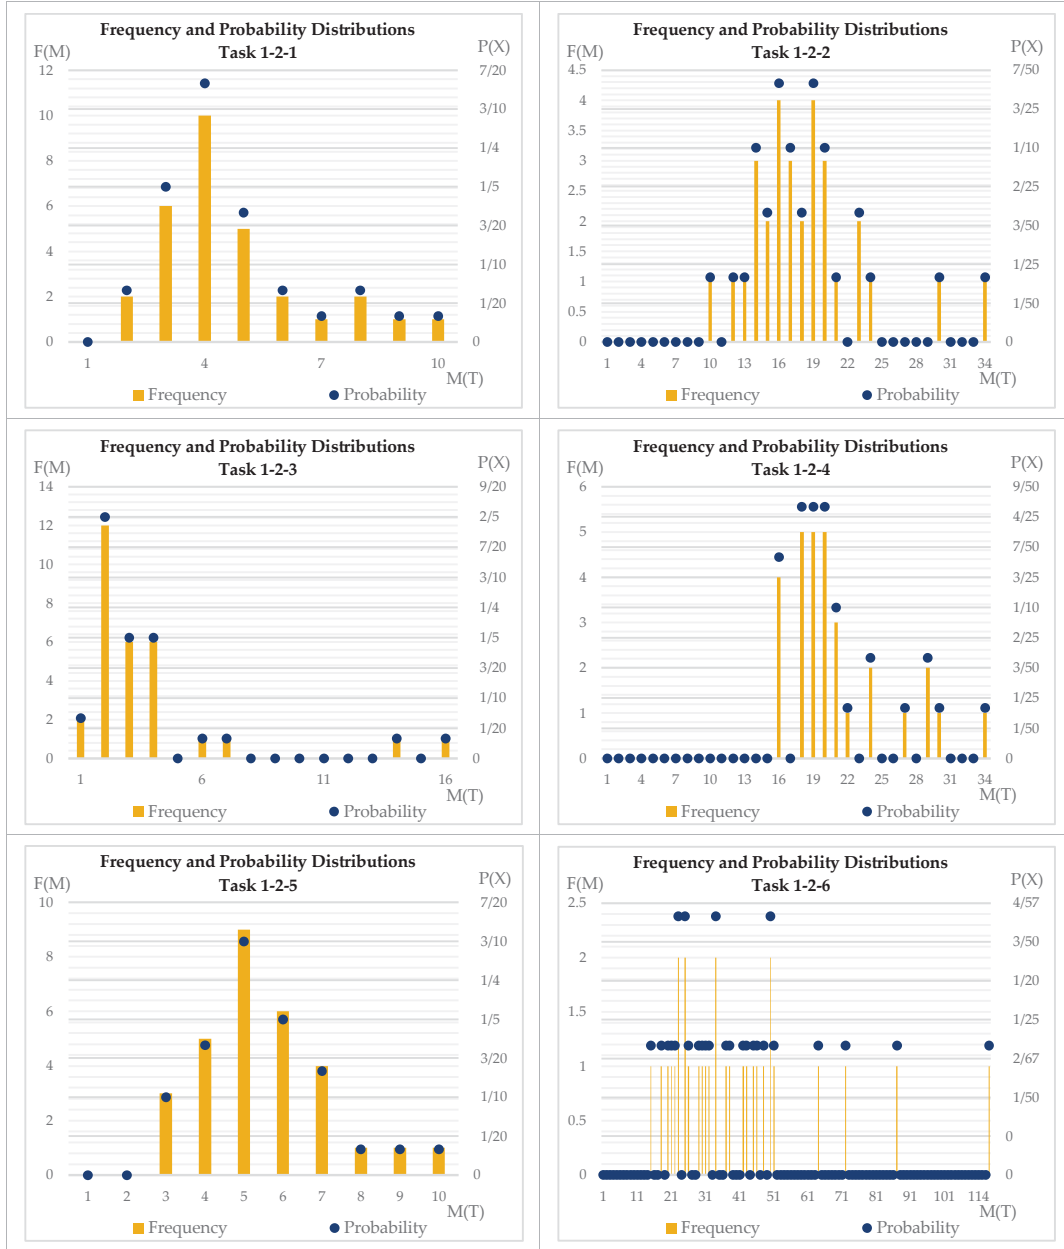 Frequency and Probability Distributions
Task 1-2-1
F(M)
P(X)
12
10
8
6
4
2
0
7/20
3/10
1/4
1/5
3/20
1/10
1/20
0
1 4 7 10
M(T)
Frequency Probability
Frequency and Probability Distributions
Task 1-2-2
F(M)
P(X)
4.5
4
3.5
3
2.5
2
1.5
1
0.5
0
7/50
3/25
1/10
2/25
3/50
1/25
1/50
0
1 4 7 10 13 16 19 22 25 28 31 34
M(T)
Frequency Probability
Frequency and Probability Distributions
Task 1-2-3
F(M)
P(X)
14
12
10
8
6
4
2
0
9/20
2/5
7/20
3/10
1/4
1/5
3/20
1/10
1/20
0
1 6 11 16
M(T)
Frequency Probability
Frequency and Probability Distributions
Task 1-2-4
F(M)
P(X)
6
5
4
3
2
1
0
9/50
4/25
7/50
3/25
1/10
2/25
3/50
1/25
1/50
0
1 4 7 10 13 16 19 22 25 28 31 34
M(T)
Frequency Probability
Frequency and Probability Distributions
Task 1-2-5
F(M)
P(X)
10
8
6
4
2
0
7/20
3/10
1/4
1/5
3/20
1/10
1/20
0
1 2 3 4 5 6 7 8 9 10
M(T)
Frequency Probability
Frequency and Probability Distributions
Task 1-2-6
F(M)
P(X)
2.5
2
1.5
1
0.5
0
4/57
3/50
1/20
1/25
2/67
1/50
0
0
1 11 21 31 41 51 61 71 81 91 101 114
M(T)
Frequency Probability